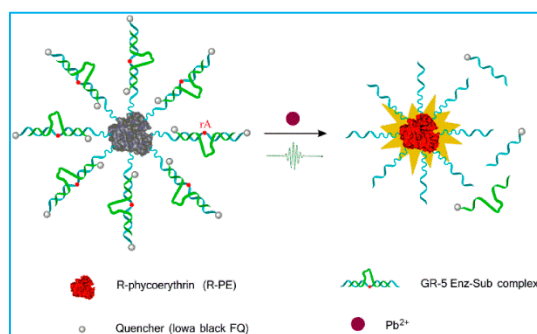 rA
R-phycoerythrin (R-PE)
GR-5 Enz-Sub complex
Quencher (Iowa black FQ)
Pb²⁺